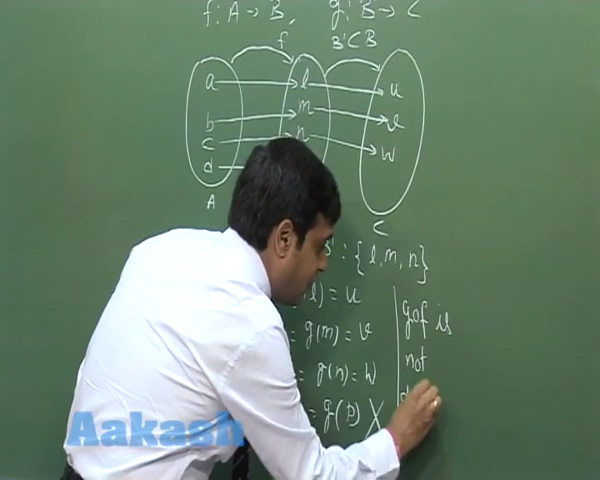 f: A → B, g: B → C
f B' ⊂ B
a l u
b m v
c n w
d
A C
: {l, m, n}
l) = u
= g(m) = v
= g(n) = w
= g(p) X
gof is
not
Aakash